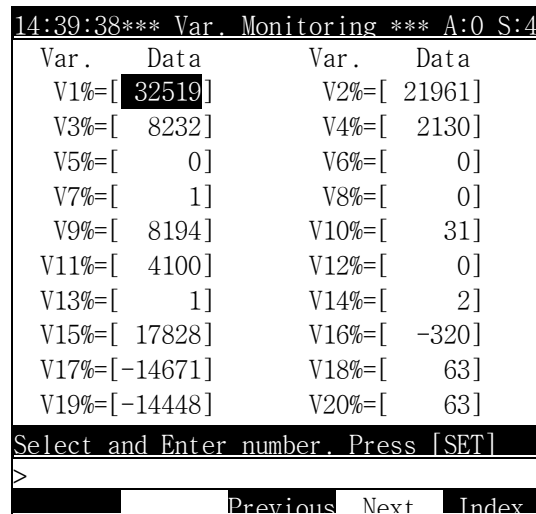 14:39:38*** Var. Monitoring *** A:0 S:4
Var. Data Var. Data
V1%=[ 32519] V2%=[ 21961]
V3%=[ 8232] V4%=[ 2130]
V5%=[ 0] V6%=[ 0]
V7%=[ 1] V8%=[ 0]
V9%=[ 8194] V10%=[ 31]
V11%=[ 4100] V12%=[ 0]
V13%=[ 1] V14%=[ 2]
V15%=[ 17828] V16%=[ -320]
V17%=[-14671] V18%=[ 63]
V19%=[-14448] V20%=[ 63]
Select and Enter number. Press [SET]
>
Previous Next Index